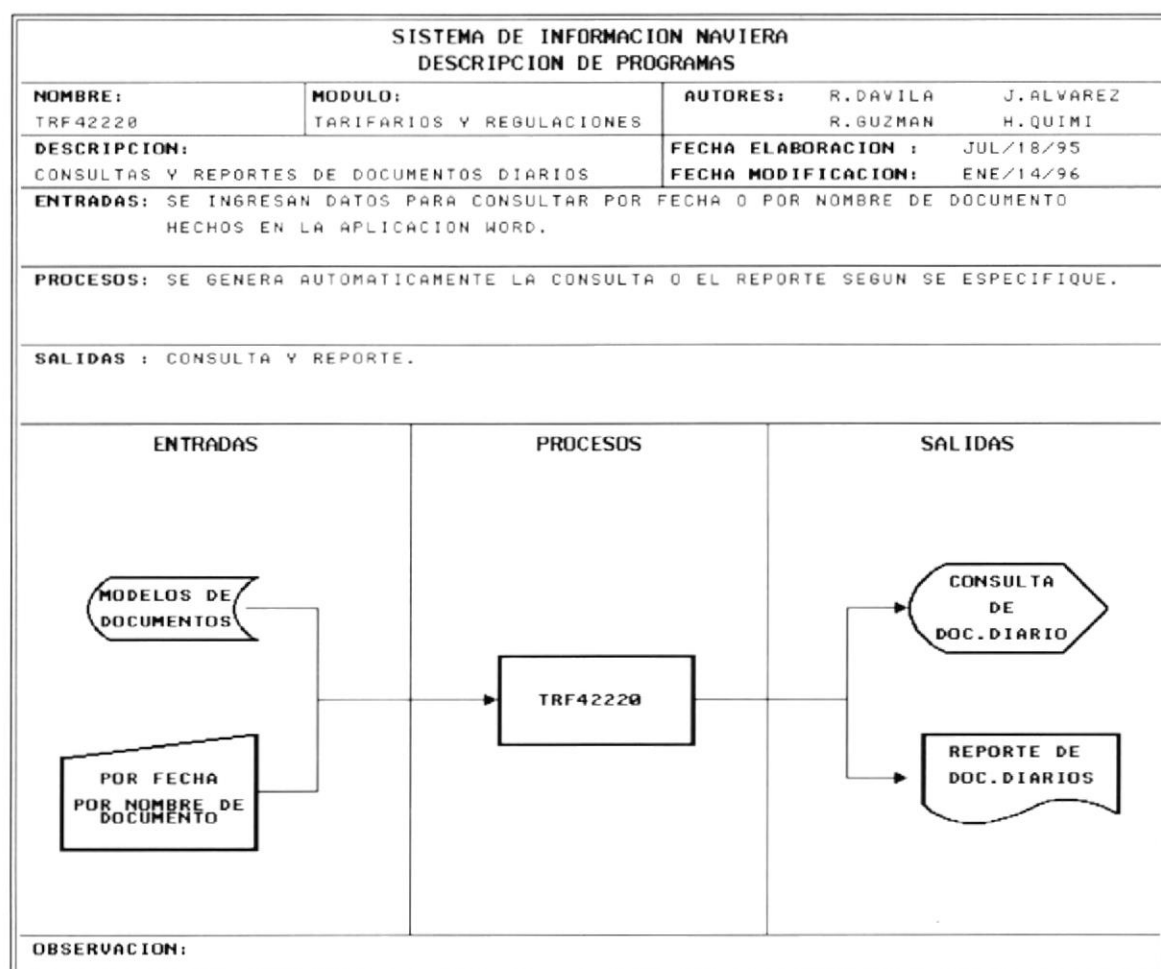 SISTEMA DE INFORMACION NAVIERA
DESCRIPCION DE PROGRAMAS
NOMBRE:
TRF42220
MODULO:
TARIFARIOS Y REGULACIONES
AUTORES: R.DAVILA J.ALVAREZ
R.GUZMAN H.QUIMI
DESCRIPCION:
CONSULTAS Y REPORTES DE DOCUMENTOS DIARIOS
FECHA ELABORACION : JUL/18/95
FECHA MODIFICACION: ENE/14/96
ENTRADAS: SE INGRESAN DATOS PARA CONSULTAR POR FECHA O POR NOMBRE DE DOCUMENTO
HECHOS EN LA APLICACION WORD.
PROCESOS: SE GENERA AUTOMATICAMENTE LA CONSULTA O EL REPORTE SEGUN SE ESPECIFIQUE.
SALIDAS : CONSULTA Y REPORTE.
ENTRADAS
MODELOS DE
DOCUMENTOS
POR FECHA
POR NOMBRE DE
DOCUMENTO
PROCESOS
TRF42220
SALIDAS
CONSULTA
DE
DOC.DIARIO
REPORTE DE
DOC.DIARIOS
OBSERVACION: